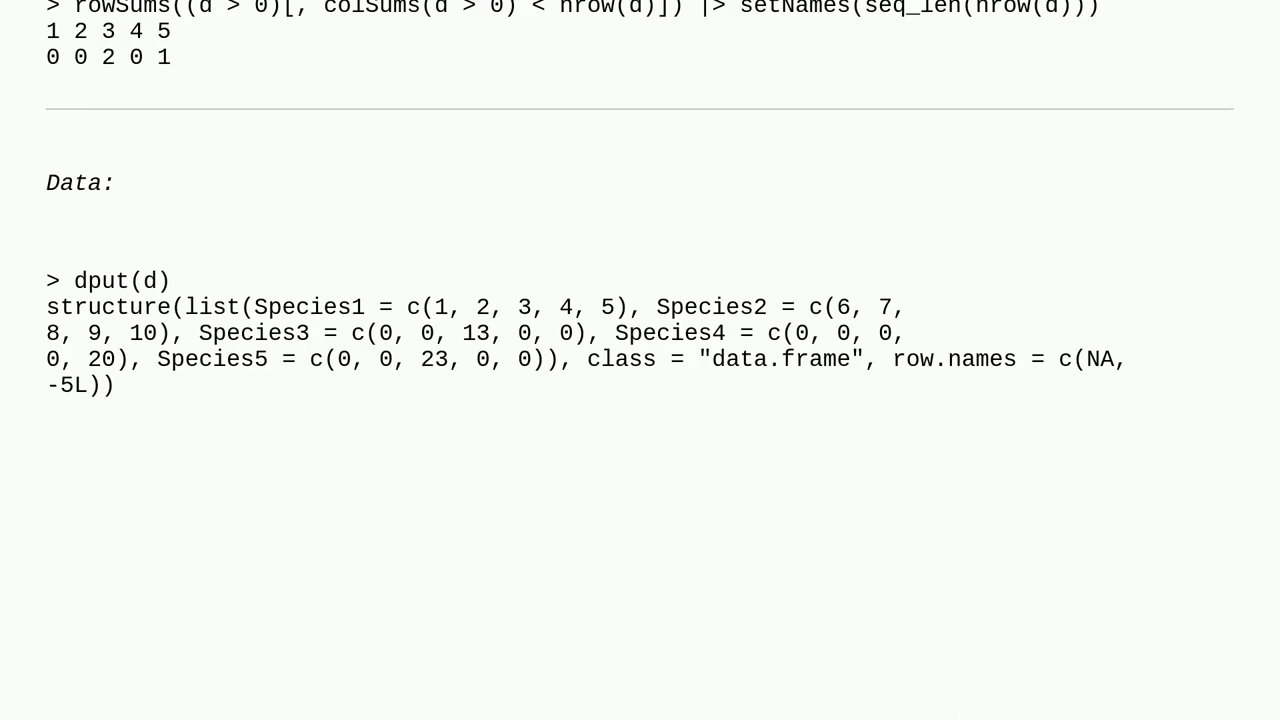 > rowSums((d > 0)[, colSums(d > 0) < nrow(d)]) |> setNames(seq_len(nrow(d)))
1 2 3 4 5
0 0 2 0 1
Data:
> dput(d)
structure(list(Species1 = c(1, 2, 3, 4, 5), Species2 = c(6, 7,
8, 9, 10), Species3 = c(0, 0, 13, 0, 0), Species4 = c(0, 0, 0,
0, 20), Species5 = c(0, 0, 23, 0, 0)), class = "data.frame", row.names = c(NA,
-5L))